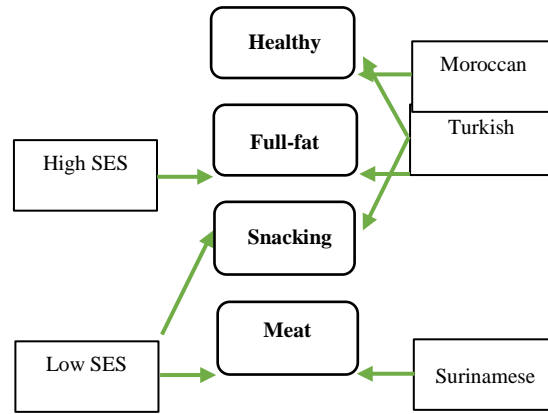 Healthy
Moroccan
Full-fat
Turkish
High SES
Snacking
Meat
Low SES
Surinamese